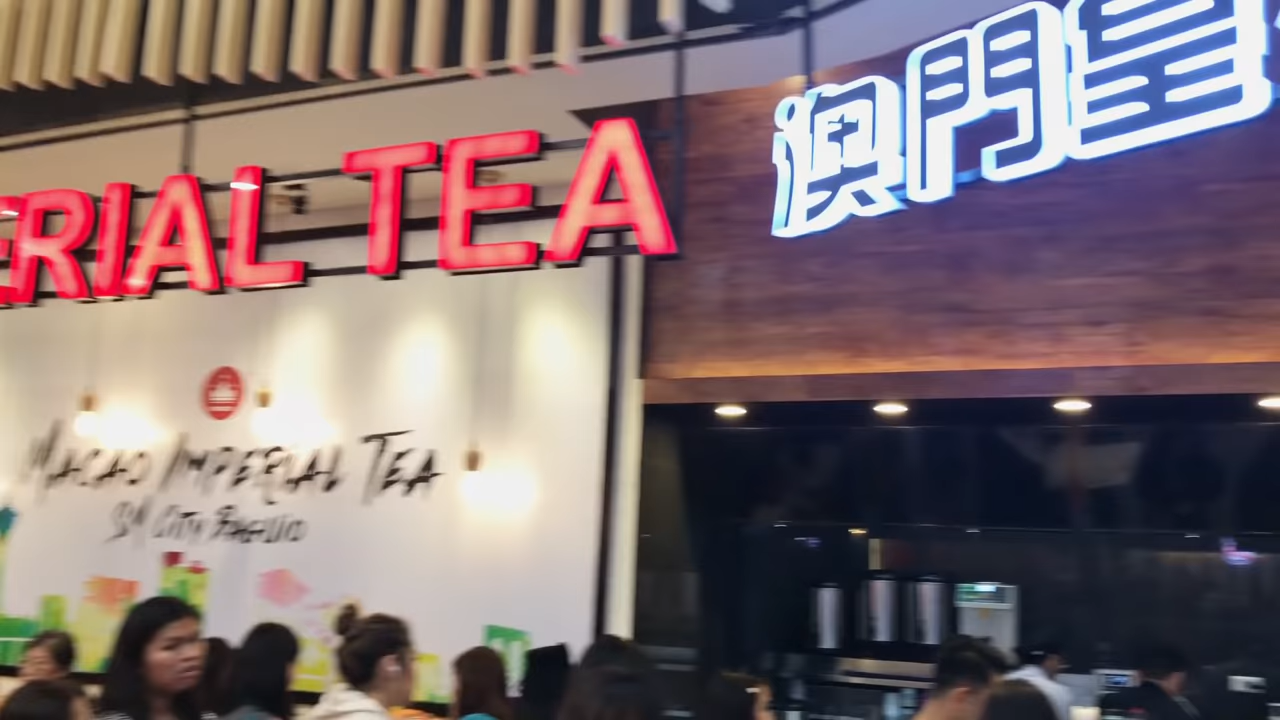 ERIAL TEA
澳門皇
MACAO IMPERIAL TEA
SM CITY BAGUIO